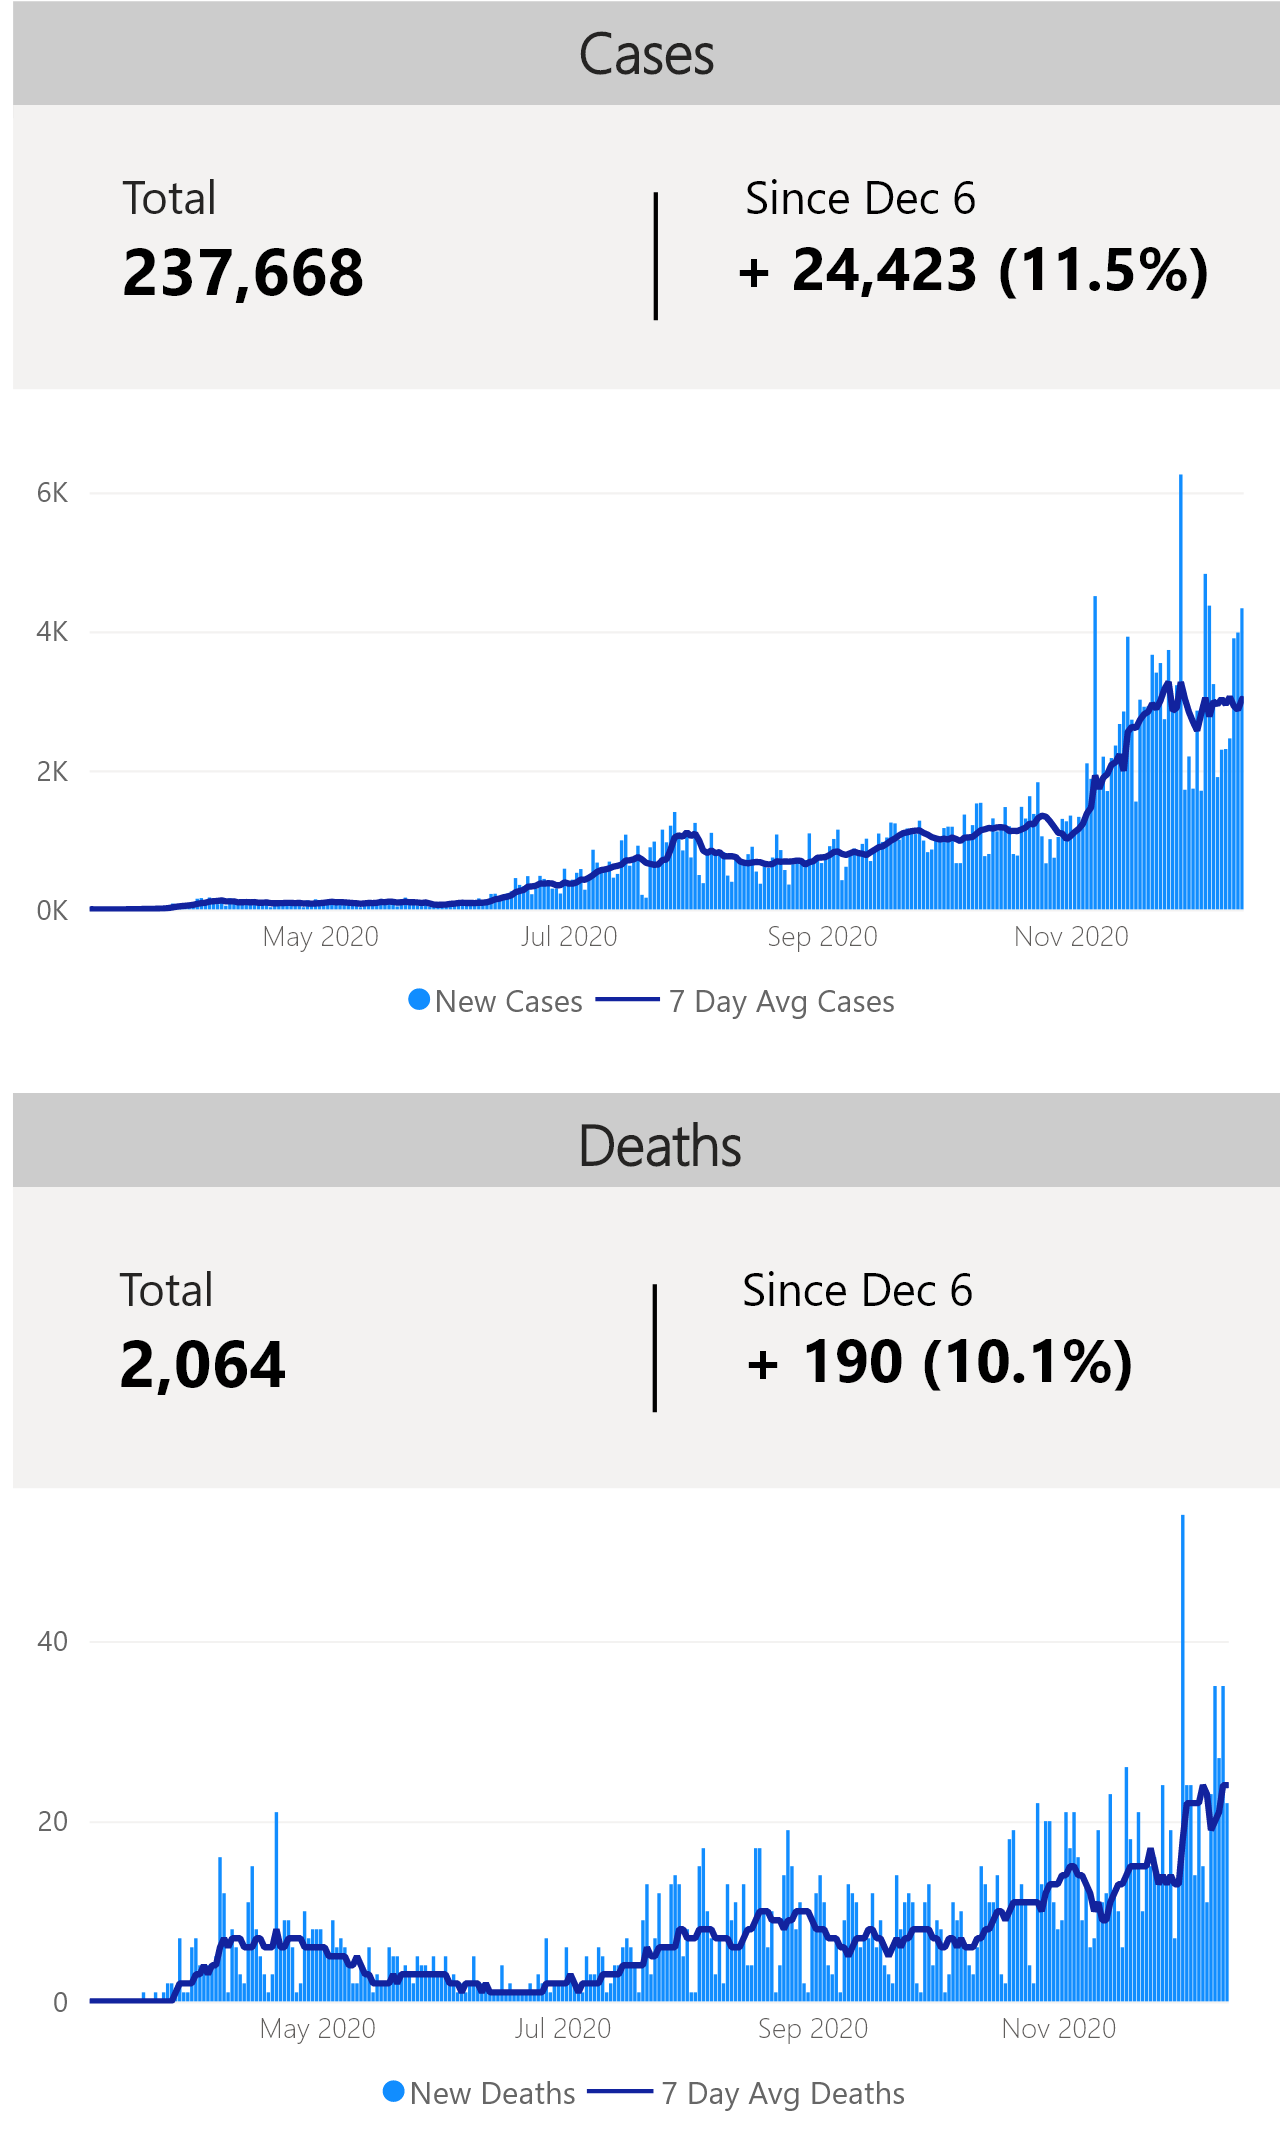 Cases
Total
237,668
Since Dec 6
+ 24,423 (11.5%)
6K
4K
2K
0K
May 2020
Jul 2020
Sep 2020
Nov 2020
New Cases
7 Day Avg Cases
Deaths
Total
2,064
Since Dec 6
+ 190 (10.1%)
40
20
0
May 2020
Jul 2020
Sep 2020
Nov 2020
New Deaths
7 Day Avg Deaths